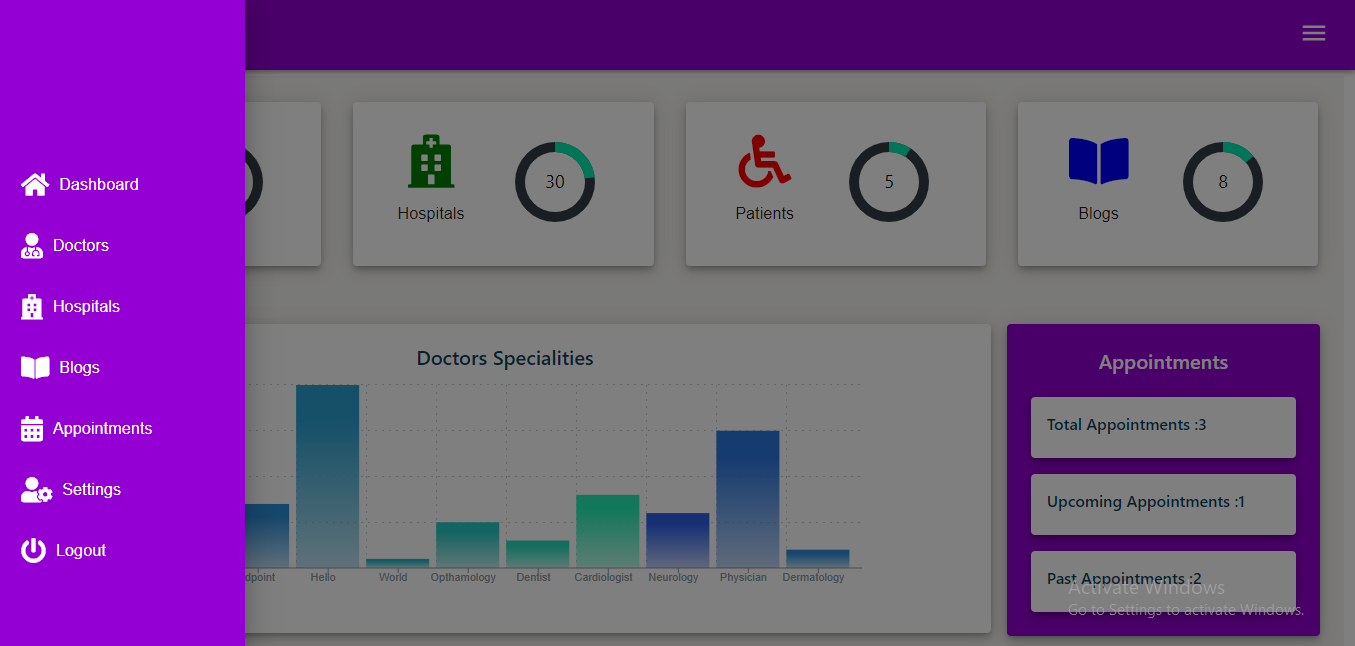 Dashboard
Doctors
Hospitals
Blogs
Appointments
Settings
Logout
30
Hospitals
5
Patients
8
Blogs
Doctors Specialities
dpoint Hello World Opthamology Dentist Cardiologist Neurology Physician Dermatology
Appointments
Total Appointments :3
Upcoming Appointments :1
Past Appointments :2
Activate Windows
Go to Settings to activate Windows.